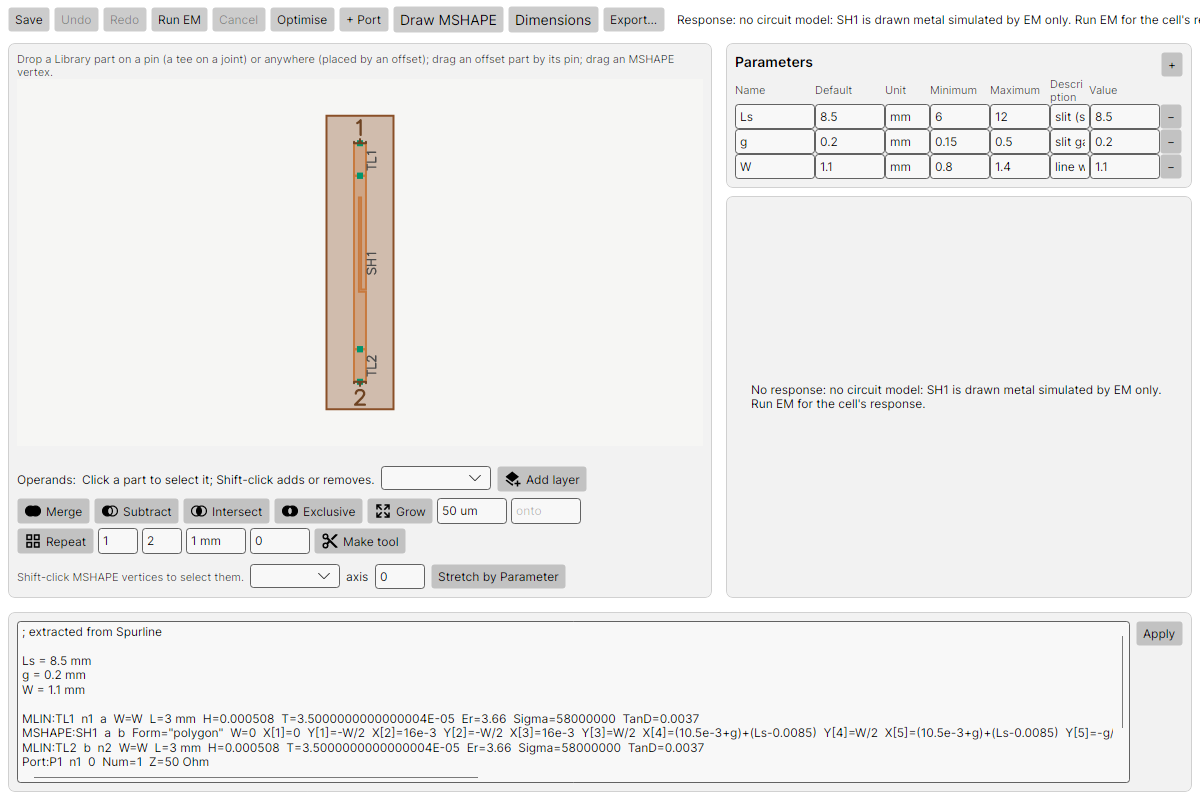 Save Undo Redo Run EM Cancel Optimise + Port Draw MSHAPE Dimensions Export... Response: no circuit model: SH1 is drawn metal simulated by EM only. Run EM for the cell's
Drop a Library part on a pin (a tee on a joint) or anywhere (placed by an offset); drag an offset part by its pin; drag an MSHAPE
vertex.
1
TL1
SH1
TL2
2
Operands: Click a part to select it; Shift-click adds or removes. Add layer
Merge Subtract Intersect Exclusive Grow 50 um onto
Repeat 1 2 1 mm 0 Make tool
Shift-click MSHAPE vertices to select them. axis 0 Stretch by Parameter
Parameters +
Name Default Unit Minimum Maximum Descri
ption Value
Ls 8.5 mm 6 12 slit (s 8.5 −
g 0.2 mm 0.15 0.5 slit ga 0.2 −
W 1.1 mm 0.8 1.4 line w 1.1 −
No response: no circuit model: SH1 is drawn metal simulated by EM only.
Run EM for the cell's response.
; extracted from Spurline
Ls = 8.5 mm
g = 0.2 mm
W = 1.1 mm
MLIN:TL1 n1 a W=W L=3 mm H=0.000508 T=3.5000000000000004E-05 Er=3.66 Sigma=58000000 TanD=0.0037
MSHAPE:SH1 a b Form="polygon" W=0 X[1]=0 Y[1]=-W/2 X[2]=16e-3 Y[2]=-W/2 X[3]=16e-3 Y[3]=W/2 X[4]=(10.5e-3+g)+(Ls-0.0085) Y[4]=W/2 X[5]=(10.5e-3+g)+(Ls-0.0085) Y[5]=-g/
MLIN:TL2 b n2 W=W L=3 mm H=0.000508 T=3.5000000000000004E-05 Er=3.66 Sigma=58000000 TanD=0.0037
Port:P1 n1 0 Num=1 Z=50 Ohm
Apply